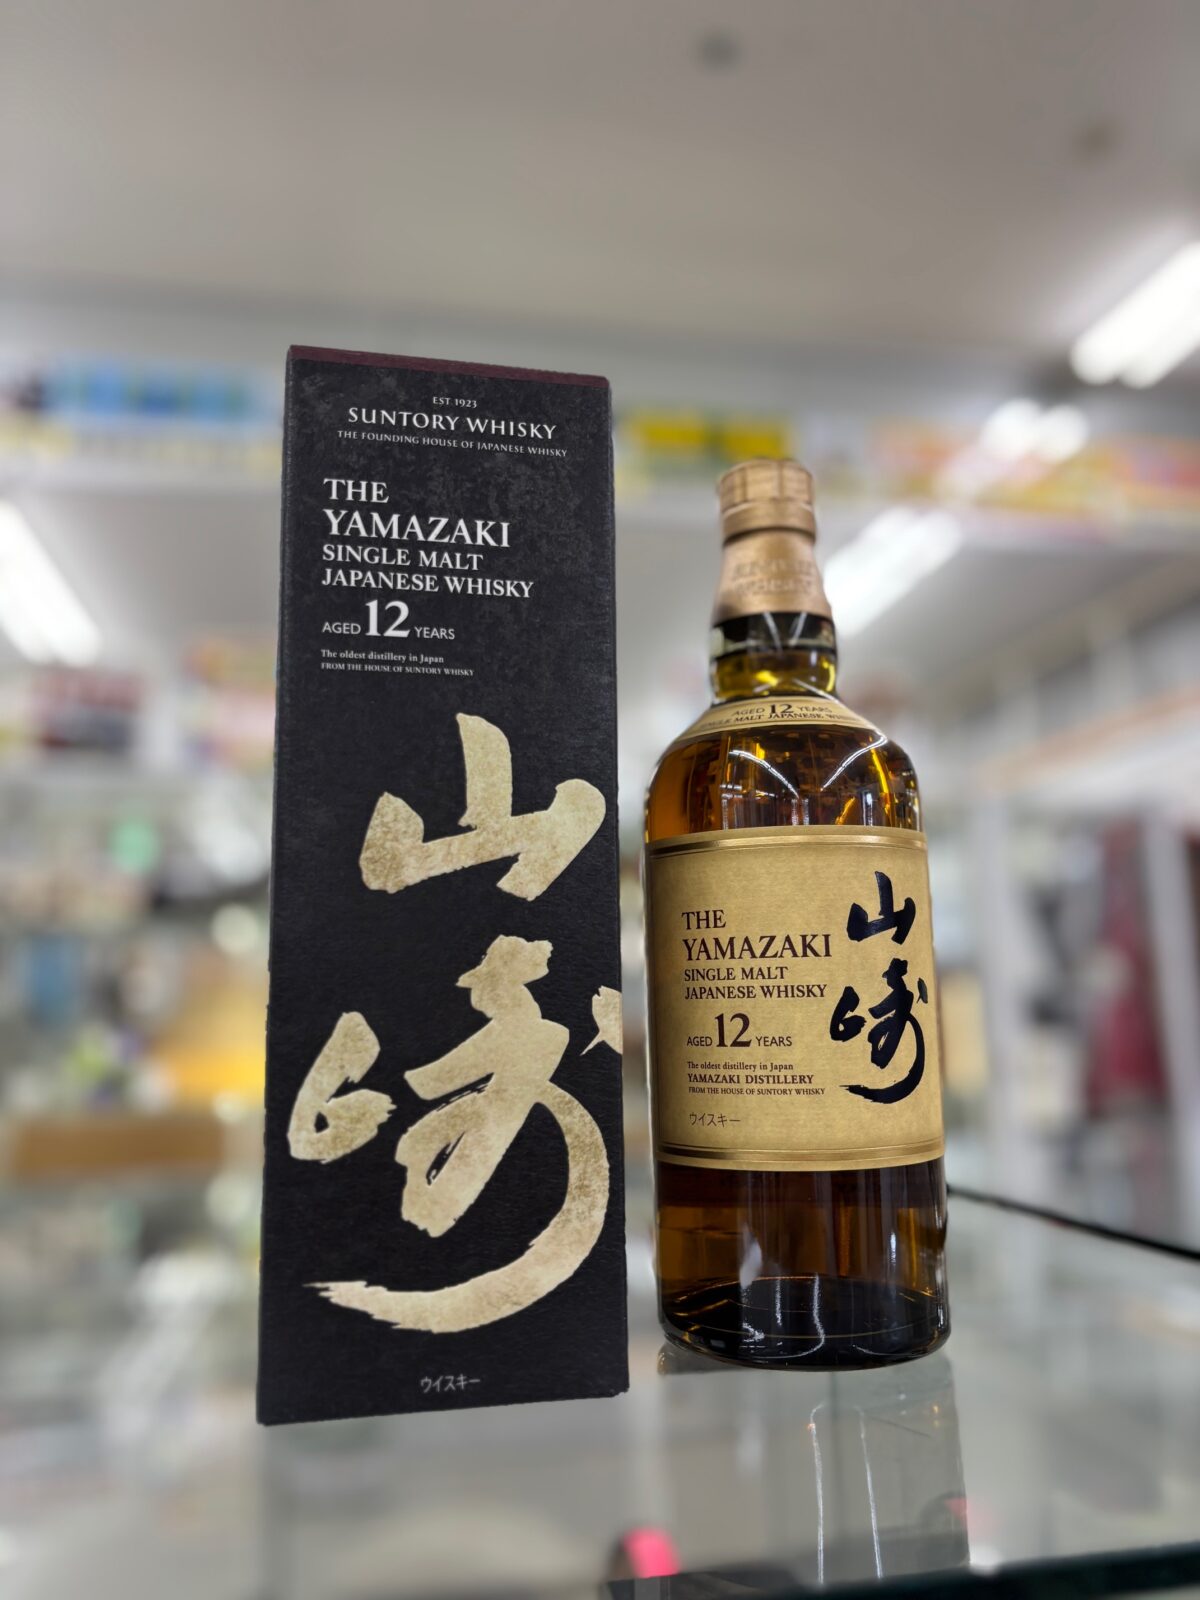 EST. 1923
SUNTORY WHISKY
THE FOUNDING HOUSE OF JAPANESE WHISKY
THE
YAMAZAKI
SINGLE MALT
JAPANESE WHISKY
AGED 12 YEARS
The oldest distillery in Japan
FROM THE HOUSE OF SUNTORY WHISKY
山崎
ウイスキー
AGED 12 YEARS
SINGLE MALT JAPANESE WHISKY
THE
YAMAZAKI
SINGLE MALT
JAPANESE WHISKY
AGED 12 YEARS
The oldest distillery in Japan
YAMAZAKI DISTILLERY
FROM THE HOUSE OF SUNTORY WHISKY
ウイスキー
山崎